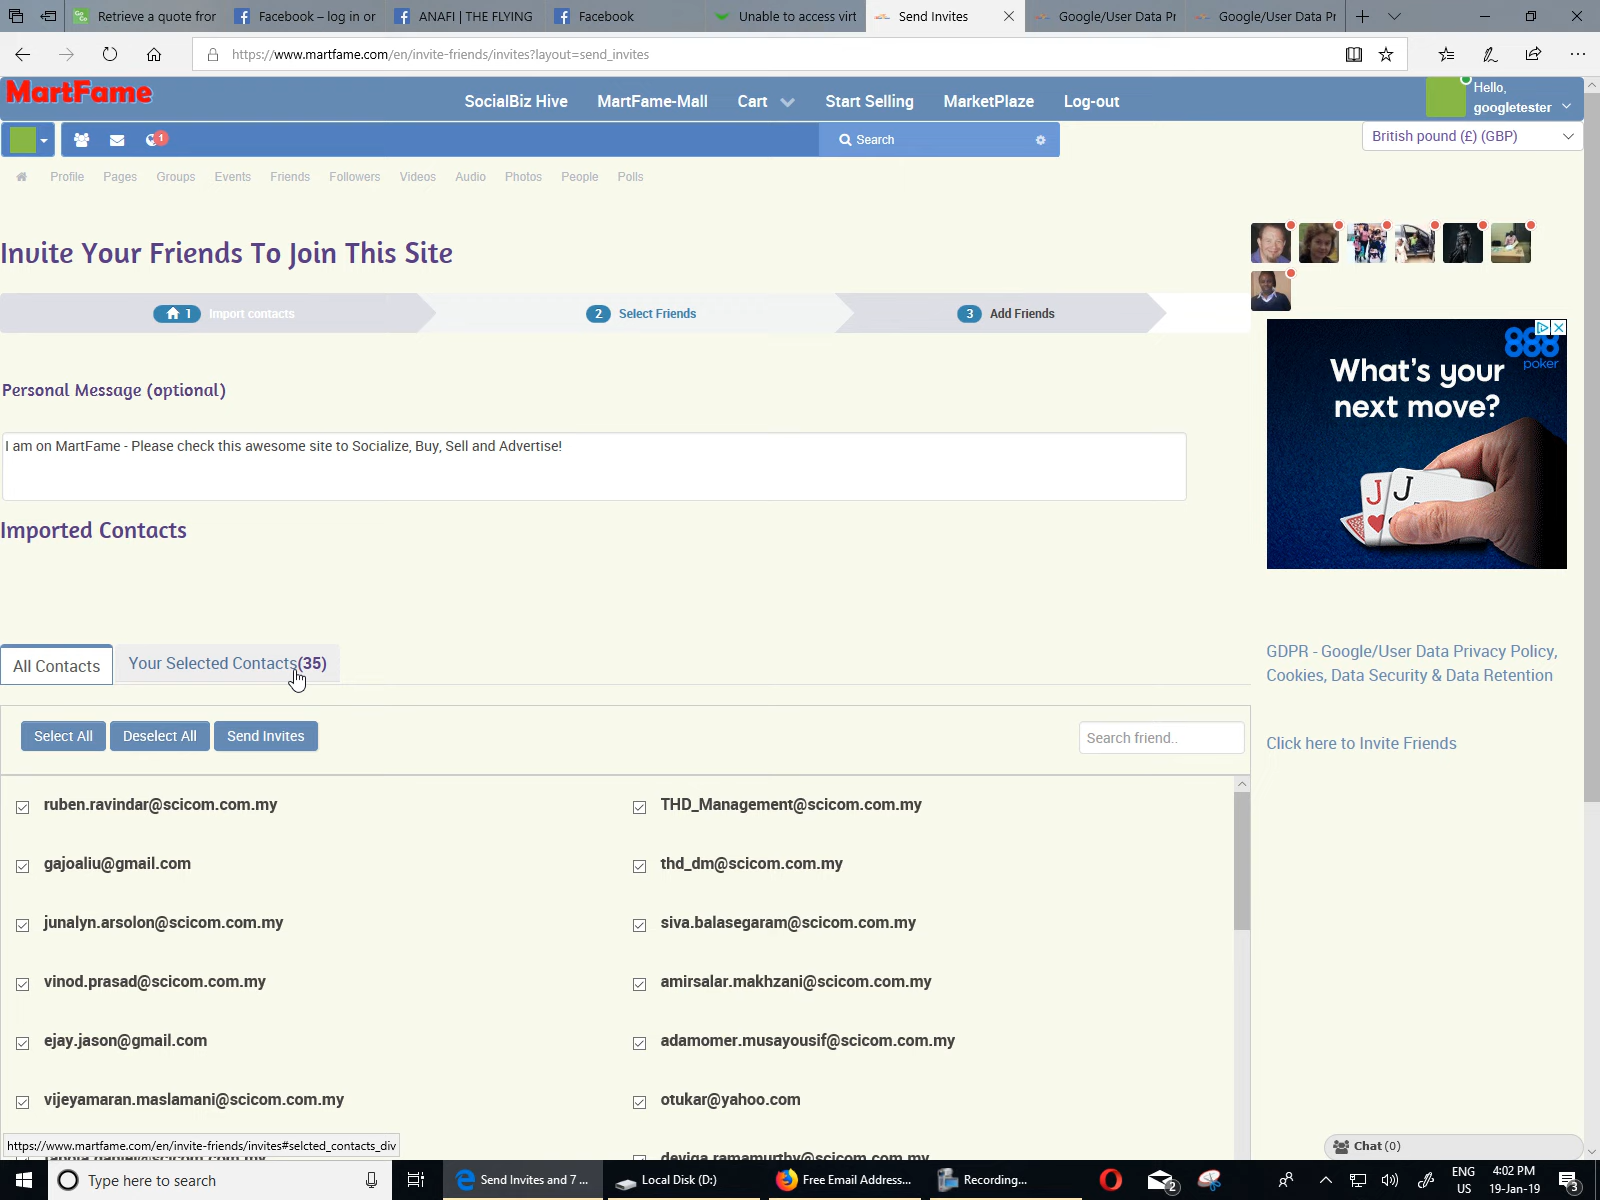 Retrieve a quote fror
Facebook – log in or
ANAFI | THE FLYING
Facebook
Unable to access virt
Send Invites
Google/User Data Pr
Google/User Data Pr
https://www.martfame.com/en/invite-friends/invites?layout=send_invites
MartFame
SocialBiz Hive MartFame-Mall Cart Start Selling MarketPlaze Log-out
Hello,
googletester
1
Search
British pound (£) (GBP)
Profile Pages Groups Events Friends Followers Videos Audio Photos People Polls
Invite Your Friends To Join This Site
1 Import contacts
2 Select Friends
3 Add Friends
Personal Message (optional)
I am on MartFame - Please check this awesome site to Socialize, Buy, Sell and Advertise!
Imported Contacts
888
poker
What's your
next move?
J J
All Contacts
Your Selected Contacts(35)
GDPR - Google/User Data Privacy Policy,
Cookies, Data Security & Data Retention
Click here to Invite Friends
Select All Deselect All Send Invites
Search friend..
ruben.ravindar@scicom.com.my
THD_Management@scicom.com.my
gajoaliu@gmail.com
thd_dm@scicom.com.my
junalyn.arsolon@scicom.com.my
siva.balasegaram@scicom.com.my
vinod.prasad@scicom.com.my
amirsalar.makhzani@scicom.com.my
ejay.jason@gmail.com
adamomer.musayousif@scicom.com.my
vijeyamaran.maslamani@scicom.com.my
otukar@yahoo.com
deviga.ramamurthy@scicom.com.my
https://www.martfame.com/en/invite-friends/invites#selcted_contacts_div
Chat (0)
Type here to search
Send Invites and 7 ...
Local Disk (D:)
Free Email Address...
Recording...
2
ENG
US
4:02 PM
19-Jan-19
3